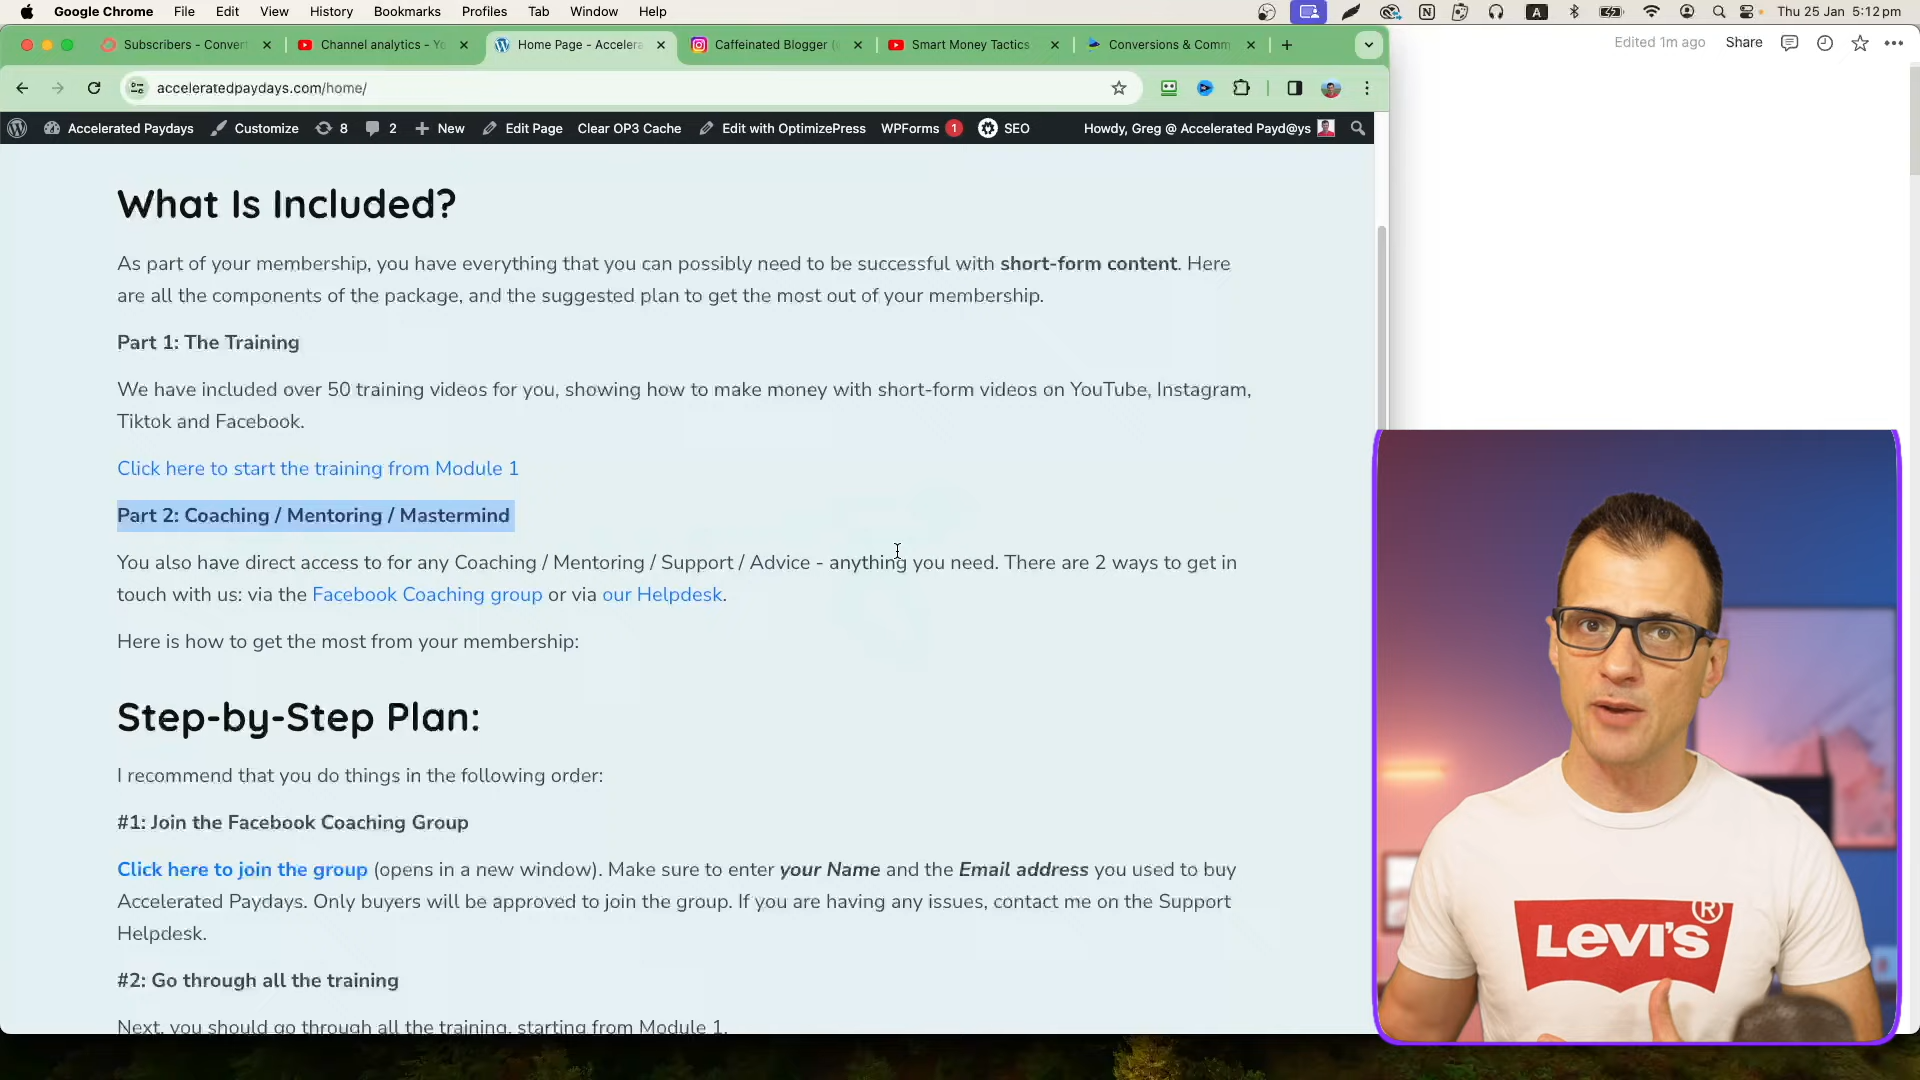 Google Chrome File Edit View History Bookmarks Profiles Tab Window Help A Thu 25 Jan 5:12 pm
Subscribers - Convert Channel analytics - Yo Home Page - Accelera Caffeinated Blogger ( Smart Money Tactics Conversions & Comm
Edited 1m ago Share
acceleratedpaydays.com/home/
Accelerated Paydays Customize 8 2 New Edit Page Clear OP3 Cache Edit with OptimizePress WPForms 1 SEO Howdy, Greg @ Accelerated Payd@ys
What Is Included?
As part of your membership, you have everything that you can possibly need to be successful with short-form content. Here
are all the components of the package, and the suggested plan to get the most out of your membership.
Part 1: The Training
We have included over 50 training videos for you, showing how to make money with short-form videos on YouTube, Instagram,
Tiktok and Facebook.
Click here to start the training from Module 1
Part 2: Coaching / Mentoring / Mastermind
You also have direct access to for any Coaching / Mentoring / Support / Advice - anything you need. There are 2 ways to get in
touch with us: via the Facebook Coaching group or via our Helpdesk.
Here is how to get the most from your membership:
Step-by-Step Plan:
I recommend that you do things in the following order:
#1: Join the Facebook Coaching Group
Click here to join the group (opens in a new window). Make sure to enter your Name and the Email address you used to buy
Accelerated Paydays. Only buyers will be approved to join the group. If you are having any issues, contact me on the Support
Helpdesk.
#2: Go through all the training
Next, you should go through all the training, starting from Module 1.
LEVI'S ®